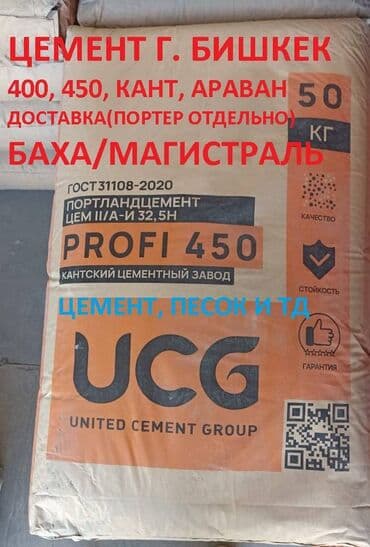 ЦЕМЕНТ Г. БИШКЕК
400, 450, КАНТ, АРАВАН
ДОСТАВКА(ПОРТЕР ОТДЕЛЬНО)
БАХА/МАГИСТРАЛЬ
50
КГ
ГОСТ31108-2020
ПОРТЛАНДЦЕМЕНТ
ЦЕМ II/А-И 32,5Н
PROFI 450
КАНТСКИЙ ЦЕМЕНТНЫЙ ЗАВОД
КАЧЕСТВО
СТОЙКОСТЬ
ГАРАНТИЯ
ЦЕМЕНТ, ПЕСОК И ТД
UCG
UNITED CEMENT GROUP